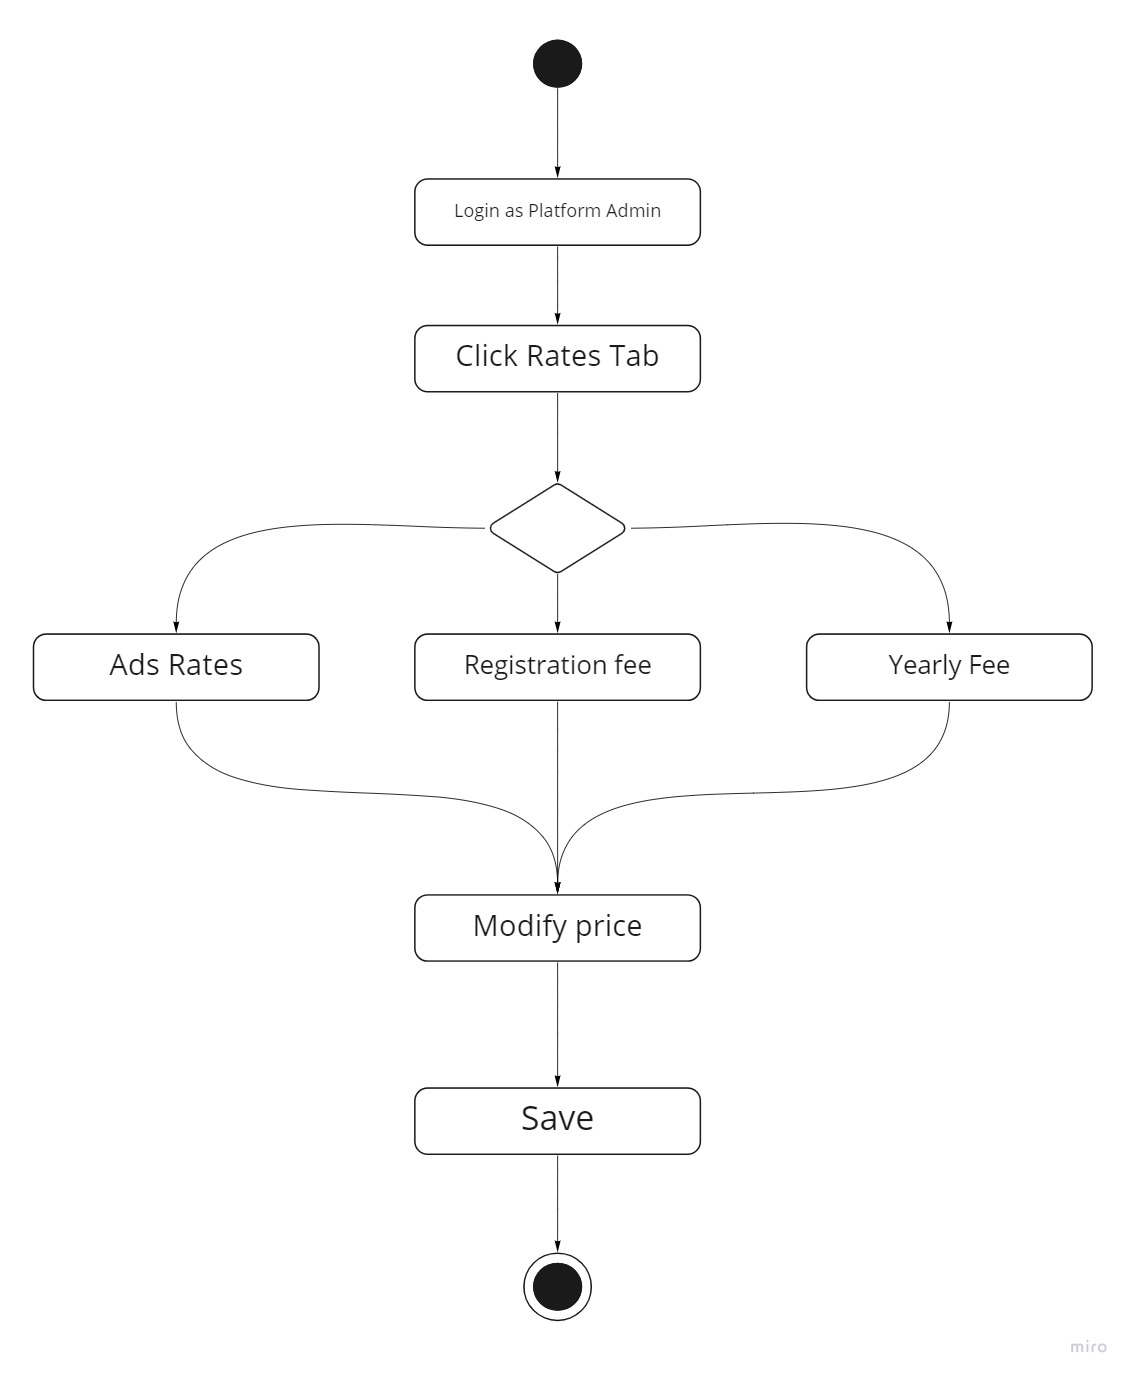 Login as Platform Admin
Click Rates Tab
Ads Rates
Registration fee
Yearly Fee
Modify price
Save
miro